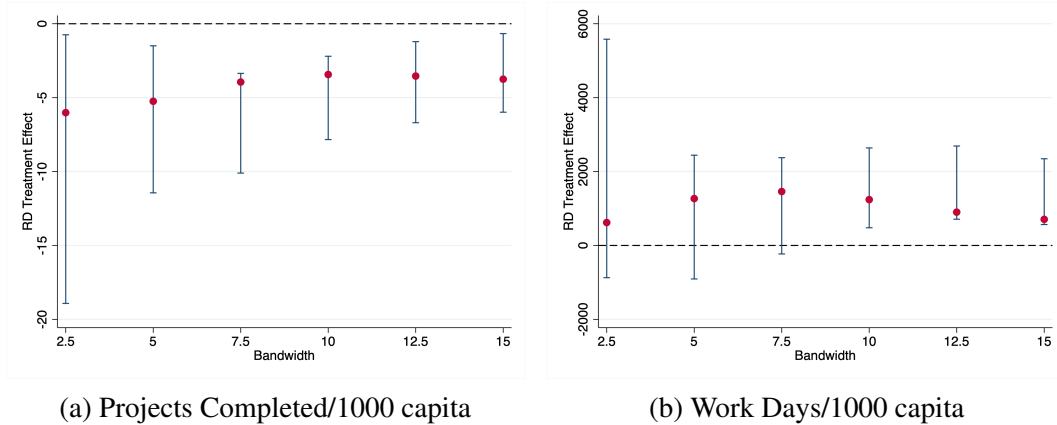 0
-5
-10
-15
-20
RD Treatment Effect
2.5 5 7.5 10 12.5 15
Bandwidth
(a) Projects Completed/1000 capita
6000
4000
2000
0
-2000
RD Treatment Effect
2.5 5 7.5 10 12.5 15
Bandwidth
(b) Work Days/1000 capita